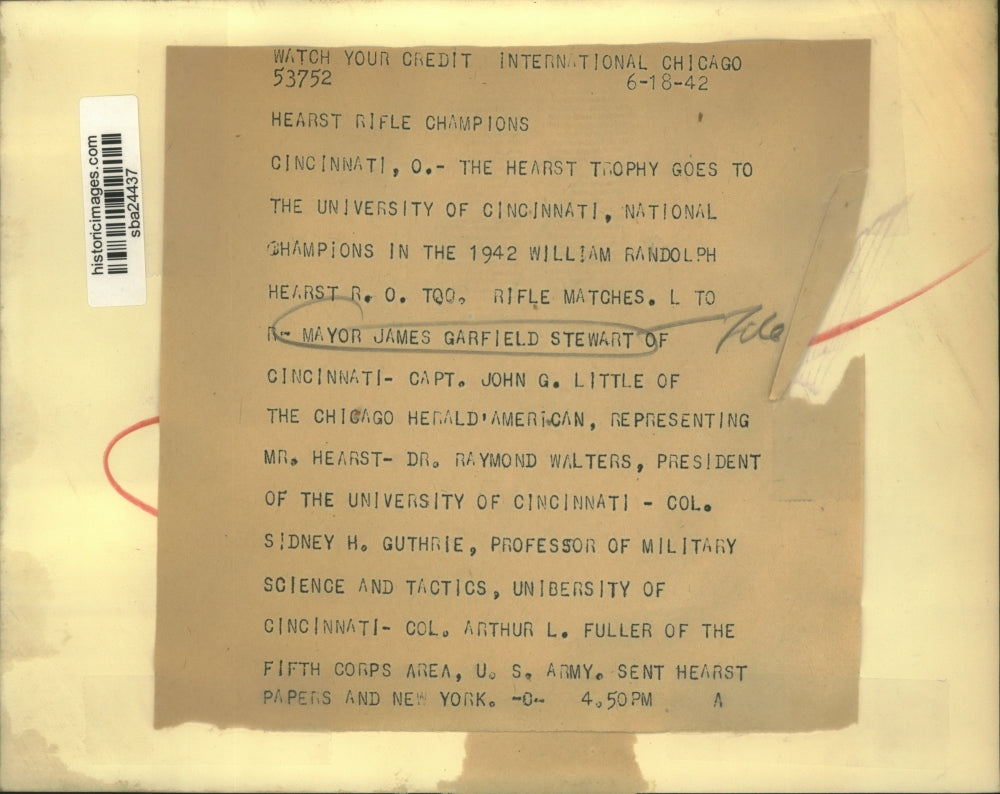 historicimages.com
sba24437
WATCH YOUR CREDIT INTERNATIONAL CHICAGO
53752 6-18-42
HEARST RIFLE CHAMPIONS
CINCINNATI, O.- THE HEARST TROPHY GOES TO
THE UNIVERSITY OF CINCINNATI, NATIONAL
CHAMPIONS IN THE 1942 WILLIAM RANDOLPH
HEARST R. O. TQO. RIFLE MATCHES. L TO
R- MAYOR JAMES GARFIELD STEWART OF
file
CINCINNATI- CAPT. JOHN G. LITTLE OF
THE CHICAGO HERALD'AMERICAN, REPRESENTING
MR. HEARST- DR. RAYMOND WALTERS, PRESIDENT
OF THE UNIVERSITY OF CINCINNATI - COL.
SIDNEY H. GUTHRIE, PROFESSOR OF MILITARY
SCIENCE AND TACTICS, UNIBERSITY OF
CINCINNATI- COL. ARTHUR L. FULLER OF THE
FIFTH CORPS AREA, U. S. ARMY. SENT HEARST
PAPERS AND NEW YORK. -0- 4.50PM A